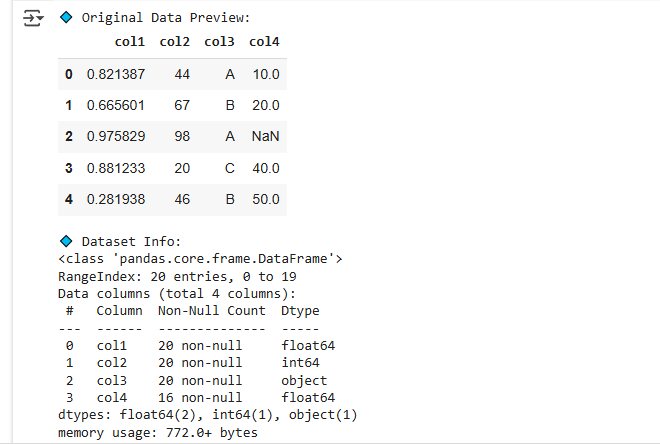 Original Data Preview:
col1 col2 col3 col4
0 0.821387 44 A 10.0
1 0.665601 67 B 20.0
2 0.975829 98 A NaN
3 0.881233 20 C 40.0
4 0.281938 46 B 50.0
Dataset Info:
<class 'pandas.core.frame.DataFrame'>
RangeIndex: 20 entries, 0 to 19
Data columns (total 4 columns):
 #   Column  Non-Null Count  Dtype
---  ------  --------------  -----
 0   col1    20 non-null     float64
 1   col2    20 non-null     int64
 2   col3    20 non-null     object
 3   col4    16 non-null     float64
dtypes: float64(2), int64(1), object(1)
memory usage: 772.0+ bytes